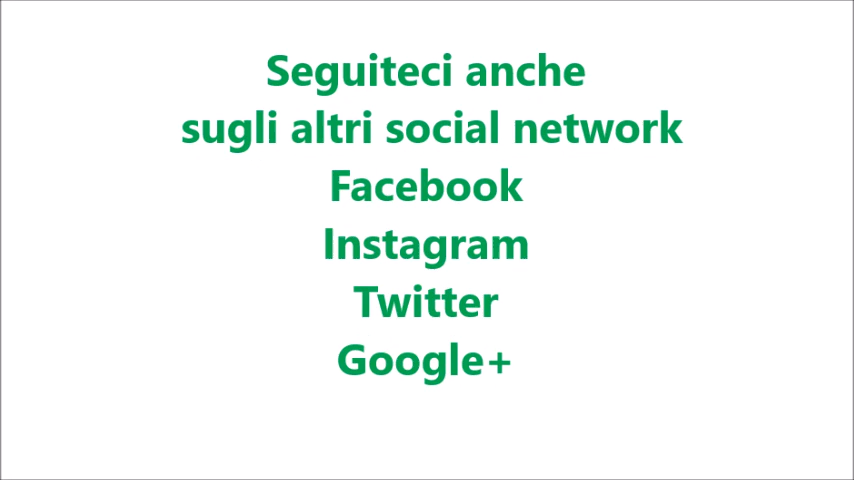 Seguiteci anche
sugli altri social network
Facebook
Instagram
Twitter
Google+